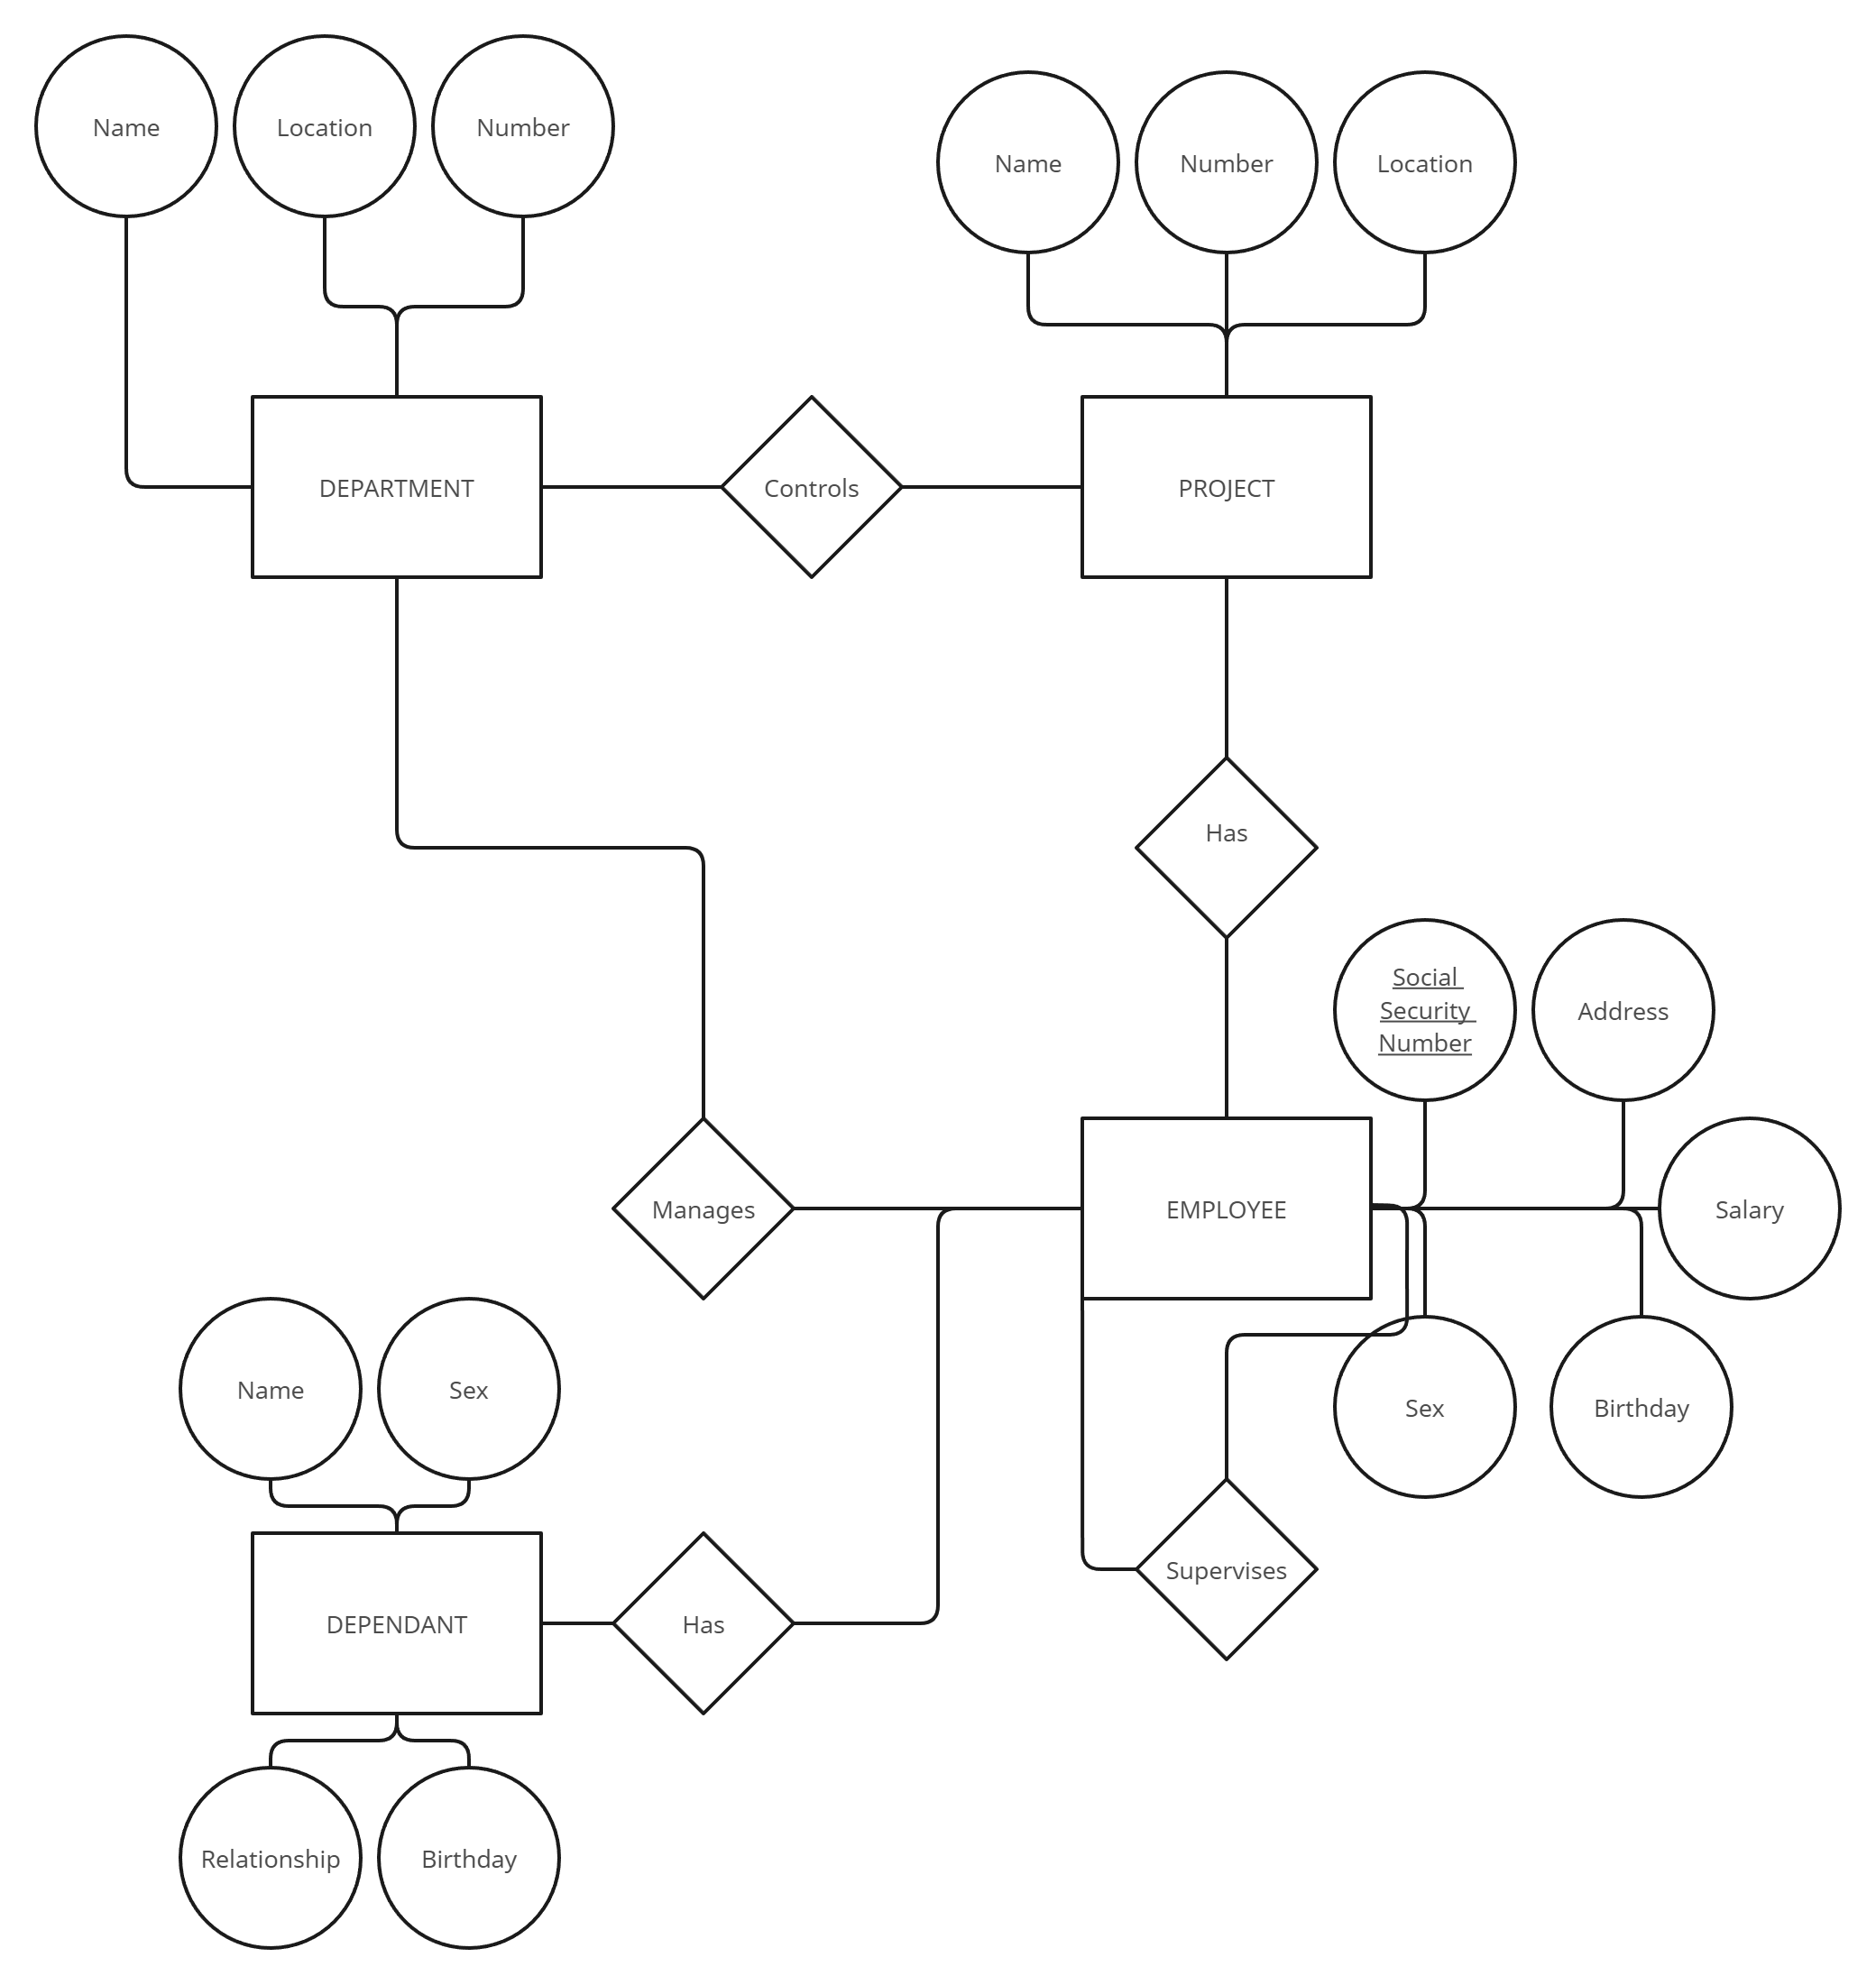 Name
Location
Number
Name
Number
Location
DEPARTMENT
Controls
PROJECT
Has
Social
Security
Number
Address
Manages
EMPLOYEE
Salary
Name
Sex
Sex
Birthday
Supervises
DEPENDANT
Has
Relationship
Birthday